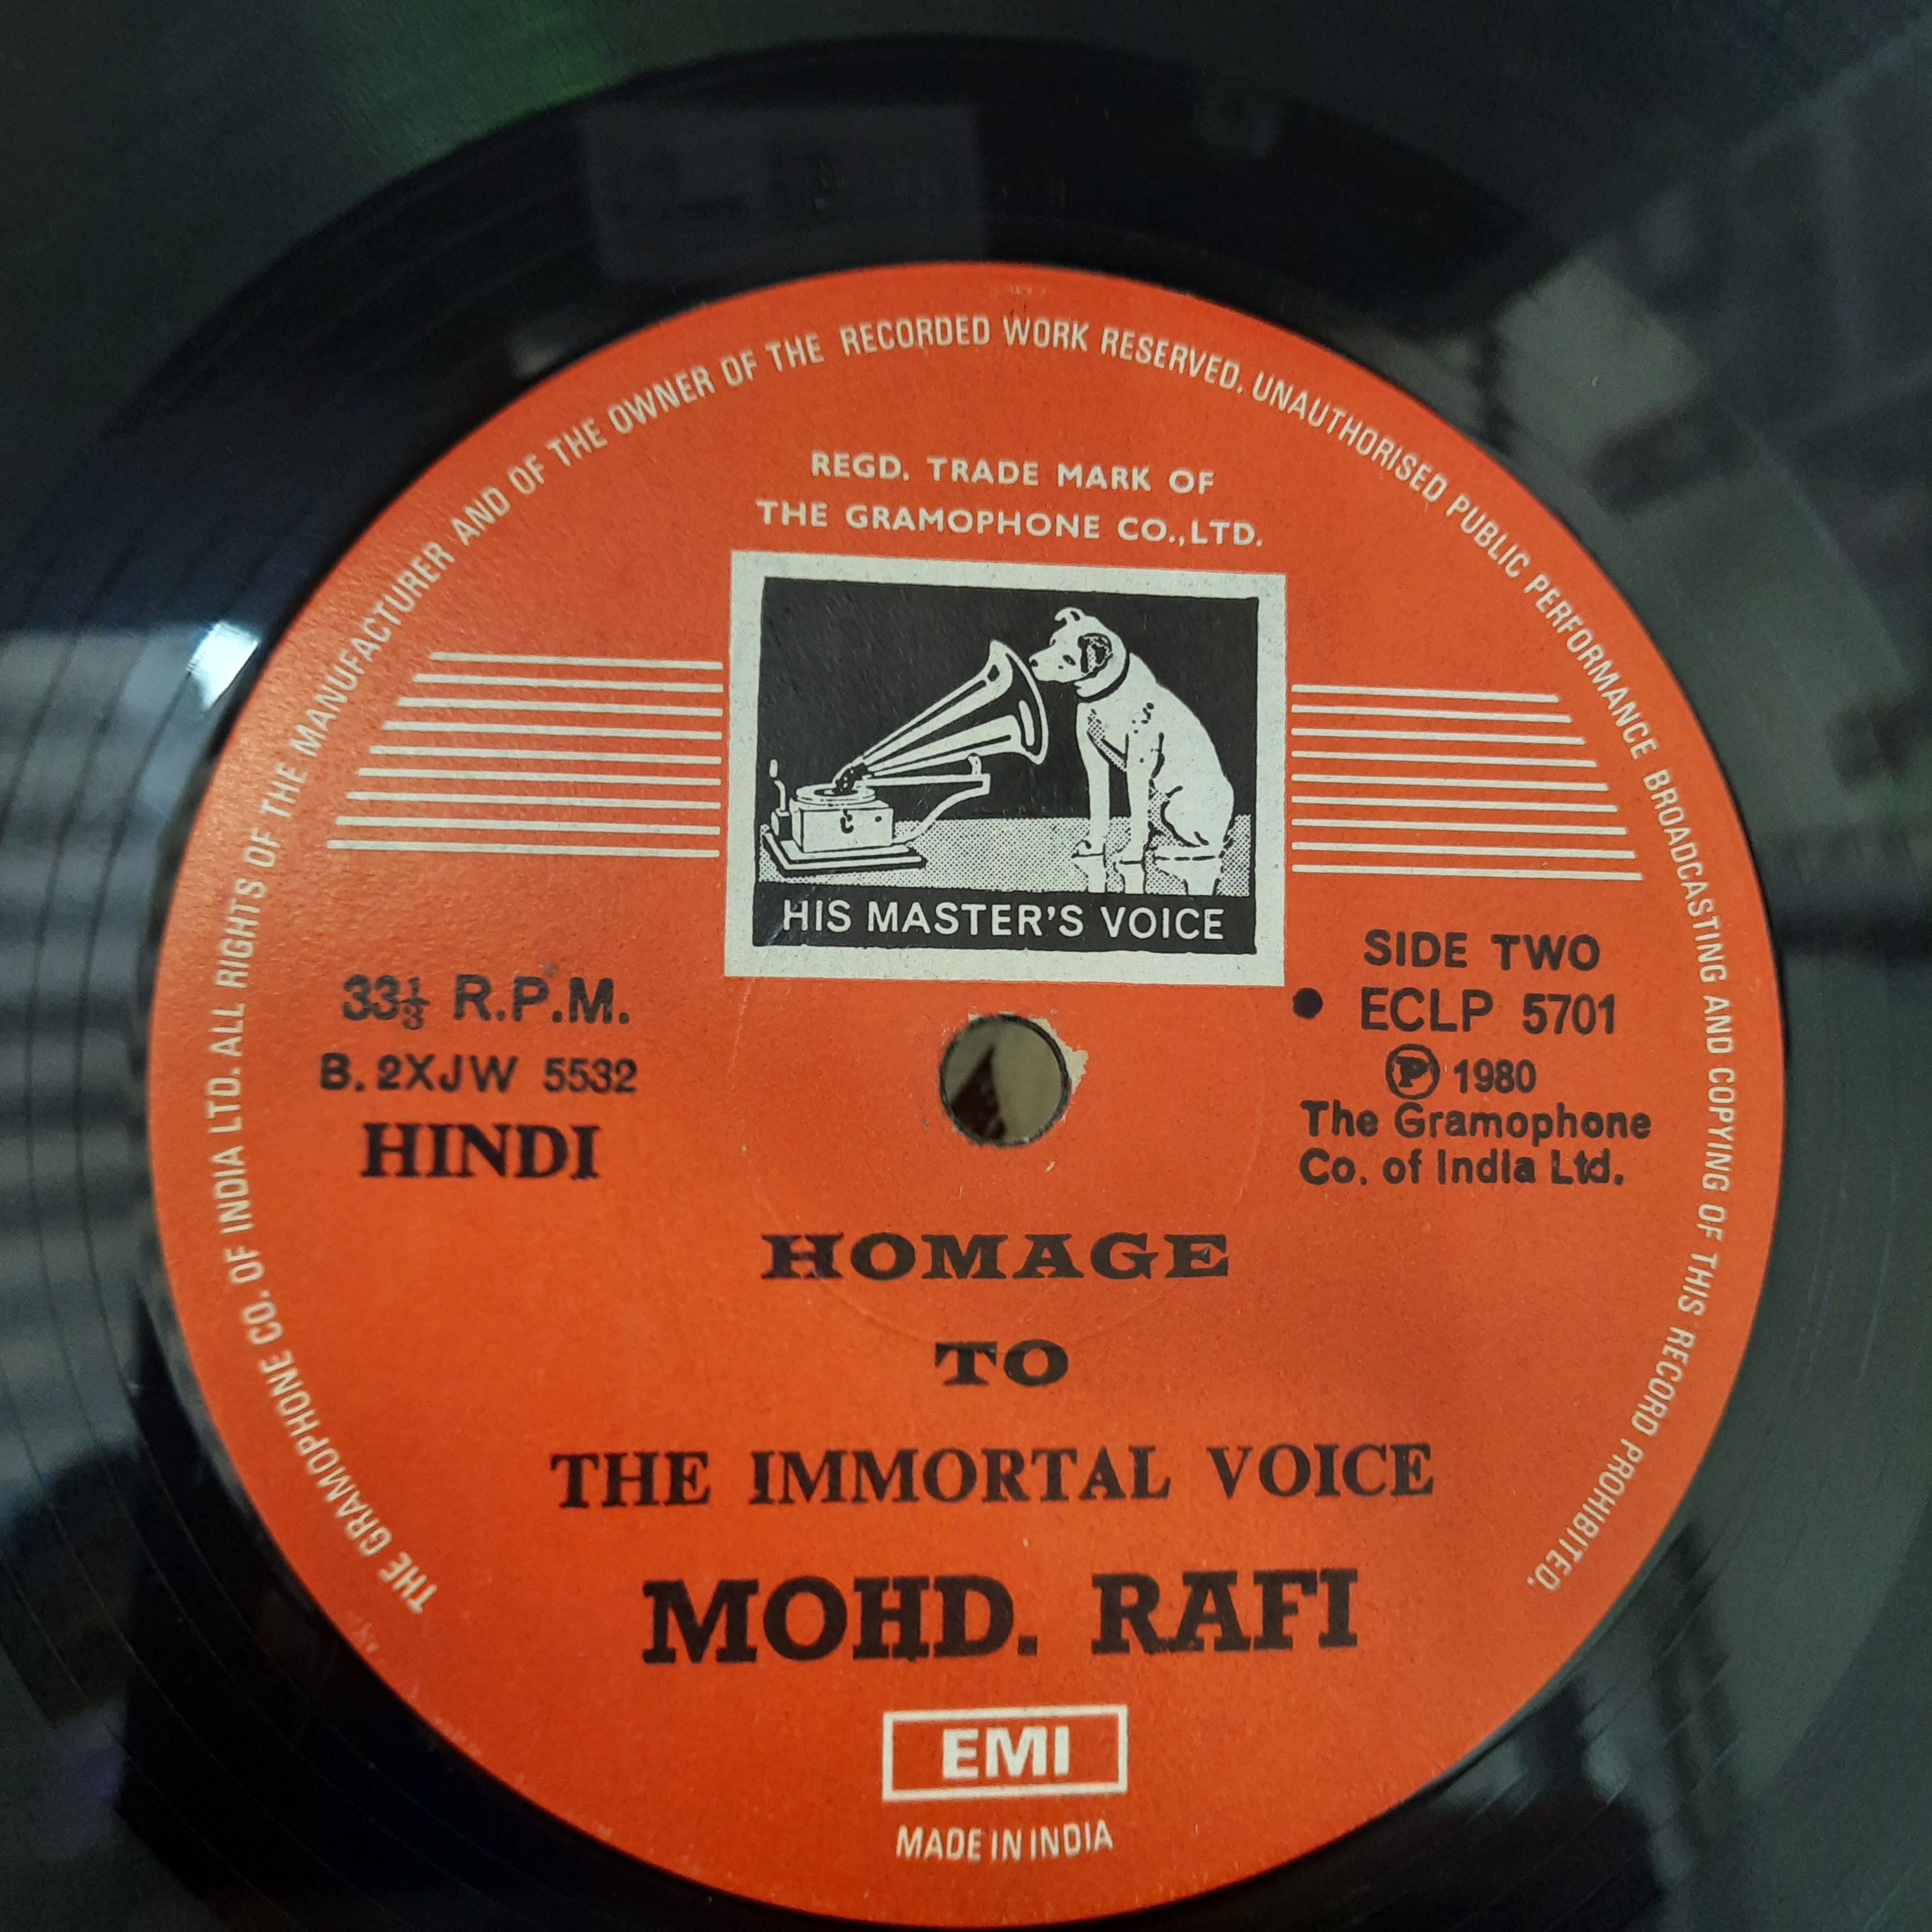 THE GRAMOPHONE CO. OF INDIA LTD. ALL RIGHTS OF THE MANUFACTURER AND OF THE OWNER OF THE RECORDED WORK RESERVED. UNAUTHORISED PUBLIC PERFORMANCE BROADCASTING AND COPYING OF THIS RECORD PROHIBITED.
REGD. TRADE MARK OF
THE GRAMOPHONE CO.,LTD.
HIS MASTER'S VOICE
33⅓ R.P.M.
B. 2XJW 5532
HINDI
SIDE TWO
• ECLP 5701
Ⓟ 1980
The Gramophone
Co. of India Ltd.
HOMAGE
TO
THE IMMORTAL VOICE
MOHD. RAFI
EMI
MADE IN INDIA